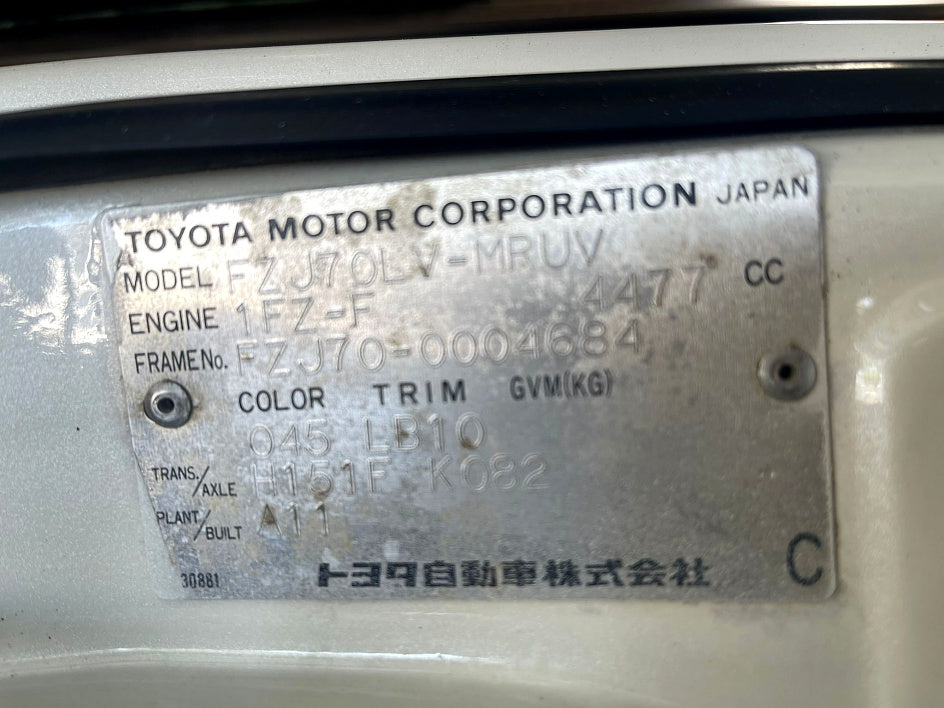 TOYOTA MOTOR CORPORATION JAPAN
MODEL FZJ70LV-MRUV
ENGINE 1FZ-F 4477 CC
FRAME No. FZJ70-0004684
COLOR TRIM GVM(KG)
045 LB10
TRANS./AXLE H151F K082
PLANT/BUILT A11
30881 トヨタ自動車株式会社 C